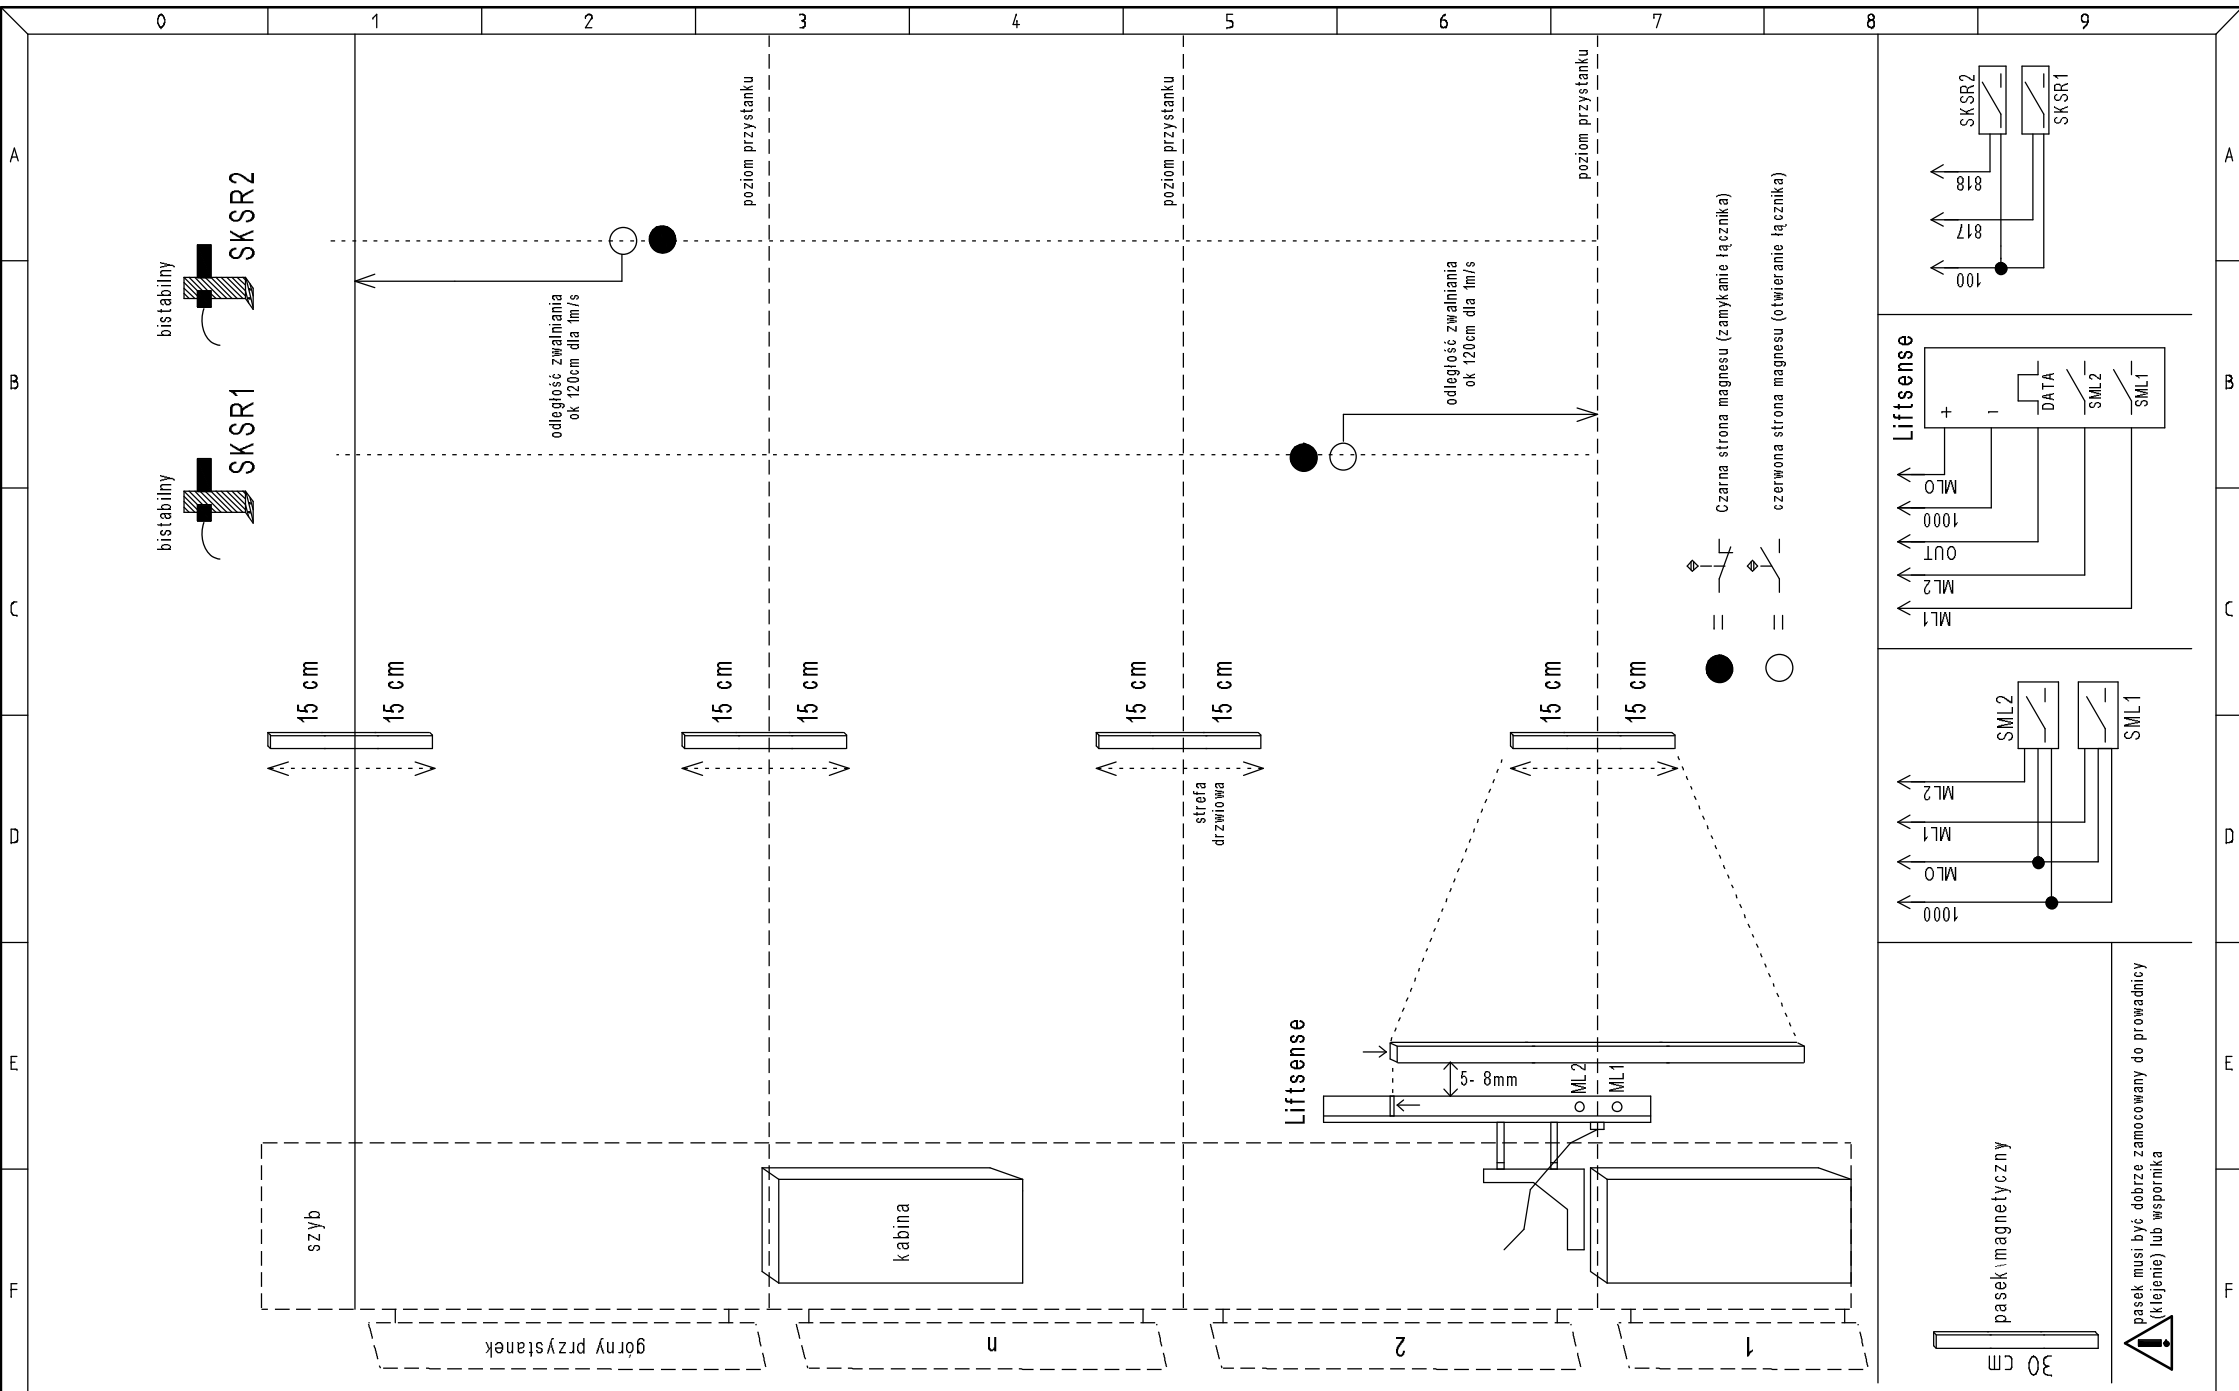 0 1 2 3 4 5 6 7 8 9
A
B
C
D
E
F
A
B
C
D
E
F
bistabilny
SKSR2
bistabilny
SKSR1
odległość zwalniania
ok 120cm dla 1m/s
odległość zwalniania
ok 120cm dla 1m/s
poziom przystanku
poziom przystanku
poziom przystanku
Czarna strona magnesu (zamykanie łącznika)
czerwona strona magnesu (otwieranie łącznika)
=
=
15 cm
15 cm
15 cm
15 cm
15 cm
15 cm
15 cm
15 cm
strefa
drzwiowa
Liftsense
5- 8mm
ML2
ML1
szyb
kabina
górny przystanek
n
2
1
SKSR2
SKSR1
818
817
100
Liftsense
+
-
DATA
SML2
SML1
ML0
1000
OUT
ML2
ML1
SML2
SML1
ML2
ML1
ML0
1000
pasek\magnetyczny
30 cm
pasek musi być dobrze zamocowany do prowadnicy
(klejenie) lub wspornika